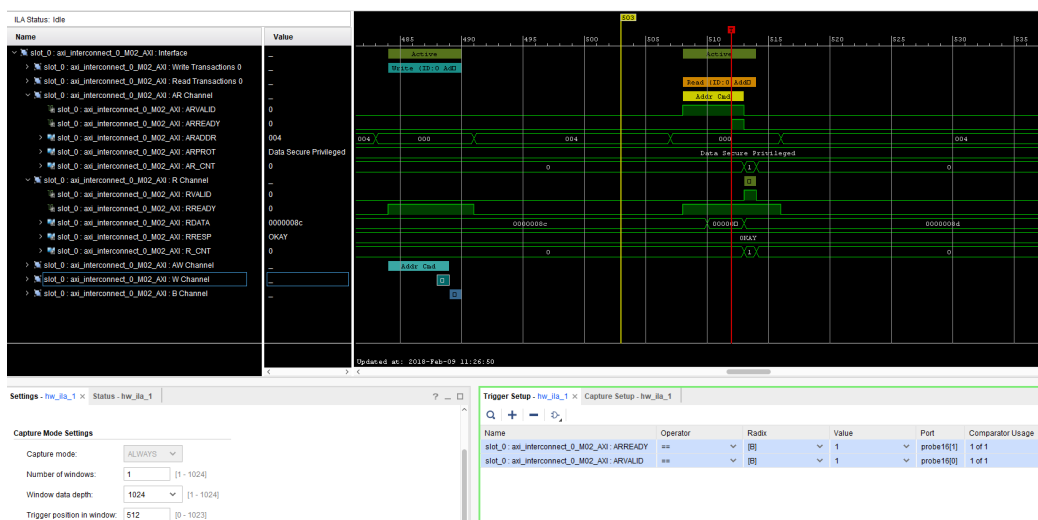 ILA Status: Idle
Name Value
slot_0 : axi_interconnect_0_M02_AXI : Interface _
slot_0 : axi_interconnect_0_M02_AXI : Write Transactions 0 _
slot_0 : axi_interconnect_0_M02_AXI : Read Transactions 0 _
slot_0 : axi_interconnect_0_M02_AXI : AR Channel _
slot_0 : axi_interconnect_0_M02_AXI : ARVALID 0
slot_0 : axi_interconnect_0_M02_AXI : ARREADY 0
slot_0 : axi_interconnect_0_M02_AXI : ARADDR 004
slot_0 : axi_interconnect_0_M02_AXI : ARPROT Data Secure Privileged
slot_0 : axi_interconnect_0_M02_AXI : AR_CNT 0
slot_0 : axi_interconnect_0_M02_AXI : R Channel _
slot_0 : axi_interconnect_0_M02_AXI : RVALID 0
slot_0 : axi_interconnect_0_M02_AXI : RREADY 0
slot_0 : axi_interconnect_0_M02_AXI : RDATA 0000008c
slot_0 : axi_interconnect_0_M02_AXI : RRESP OKAY
slot_0 : axi_interconnect_0_M02_AXI : R_CNT 0
slot_0 : axi_interconnect_0_M02_AXI : AW Channel _
slot_0 : axi_interconnect_0_M02_AXI : W Channel _
slot_0 : axi_interconnect_0_M02_AXI : B Channel _
503
T
485 490 495 500 505 510 515 520 525 530 535
Active Active
Write (ID:0 Ad
Read (ID:0 Add
Addr Cmd
004 000 004 000 004
Data Secure Privileged
0 1 0
0000008c 00000 0000008d
OKAY
0 1 0
Addr Cmd
Updated at: 2018-Feb-09 11:26:50
Settings - hw_ila_1 × Status - hw_ila_1 ? _
Capture Mode Settings
Capture mode: ALWAYS
Number of windows: 1 [1 - 1024]
Window data depth: 1024 [1 - 1024]
Trigger position in window: 512 [0 - 1023]
Trigger Setup - hw_ila_1 × Capture Setup - hw_ila_1
Name Operator Radix Value Port Comparator Usage
slot_0 : axi_interconnect_0_M02_AXI : ARREADY == [B] 1 probe16[1] 1 of 1
slot_0 : axi_interconnect_0_M02_AXI : ARVALID == [B] 1 probe16[0] 1 of 1